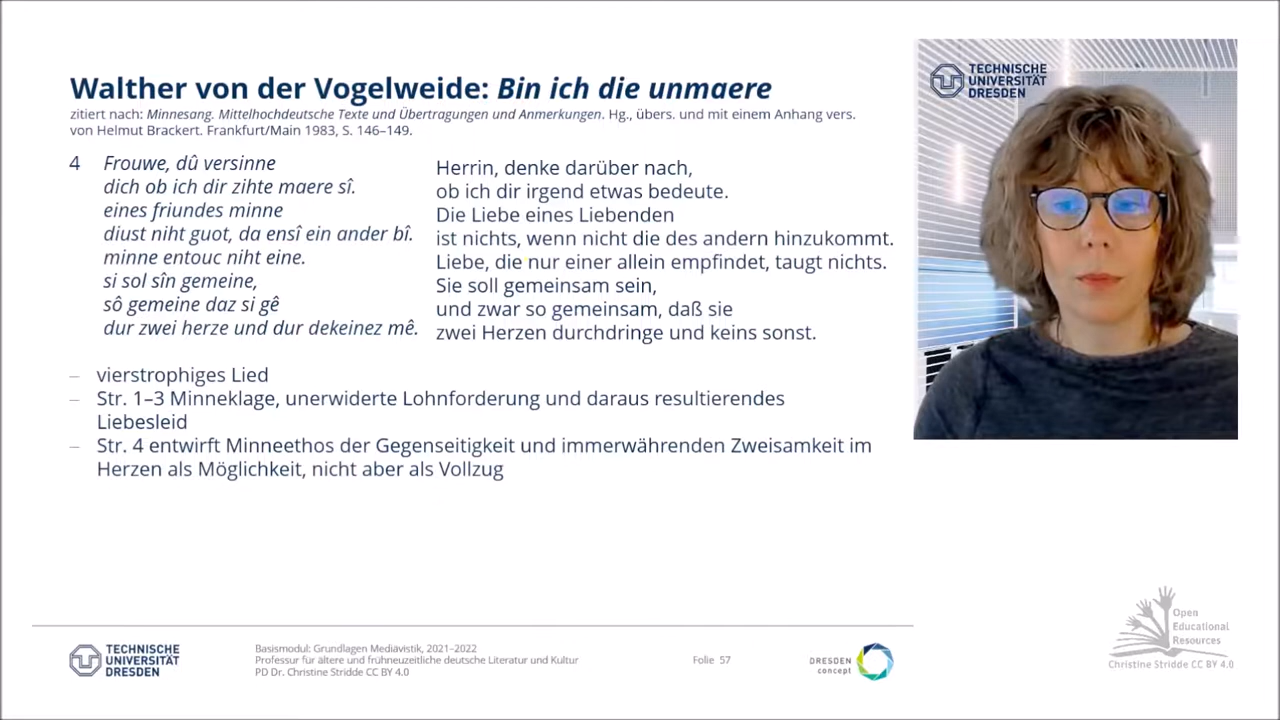 Walther von der Vogelweide: Bin ich die unmaere
zitiert nach: Minnesang. Mittelhochdeutsche Texte und Übertragungen und Anmerkungen. Hg., übers. und mit einem Anhang vers.
von Helmut Brackert. Frankfurt/Main 1983, S. 146–149.
4 Frouwe, dû versinne
dich ob ich dir zihte maere sî.
eines friundes minne
diust niht guot, da ensî ein ander bî.
minne entouc niht eine.
si sol sîn gemeine,
sô gemeine daz si gê
dur zwei herze und dur dekeinez mê.
Herrin, denke darüber nach,
ob ich dir irgend etwas bedeute.
Die Liebe eines Liebenden
ist nichts, wenn nicht die des andern hinzukommt.
Liebe, die nur einer allein empfindet, taugt nichts.
Sie soll gemeinsam sein,
und zwar so gemeinsam, daß sie
zwei Herzen durchdringe und keins sonst.
– vierstrophiges Lied
– Str. 1–3 Minneklage, unerwiderte Lohnforderung und daraus resultierendes
Liebesleid
– Str. 4 entwirft Minneethos der Gegenseitigkeit und immerwährenden Zweisamkeit im
Herzen als Möglichkeit, nicht aber als Vollzug
TECHNISCHE
UNIVERSITÄT
DRESDEN
TECHNISCHE
UNIVERSITÄT
DRESDEN
Basismodul: Grundlagen Mediävistik, 2021–2022
Professur für ältere und frühneuzeitliche deutsche Literatur und Kultur
PD Dr. Christine Stridde CC BY 4.0
Folie 57
DRESDEN
concept
Open
Educational
Resources
Christine Stridde CC BY 4.0